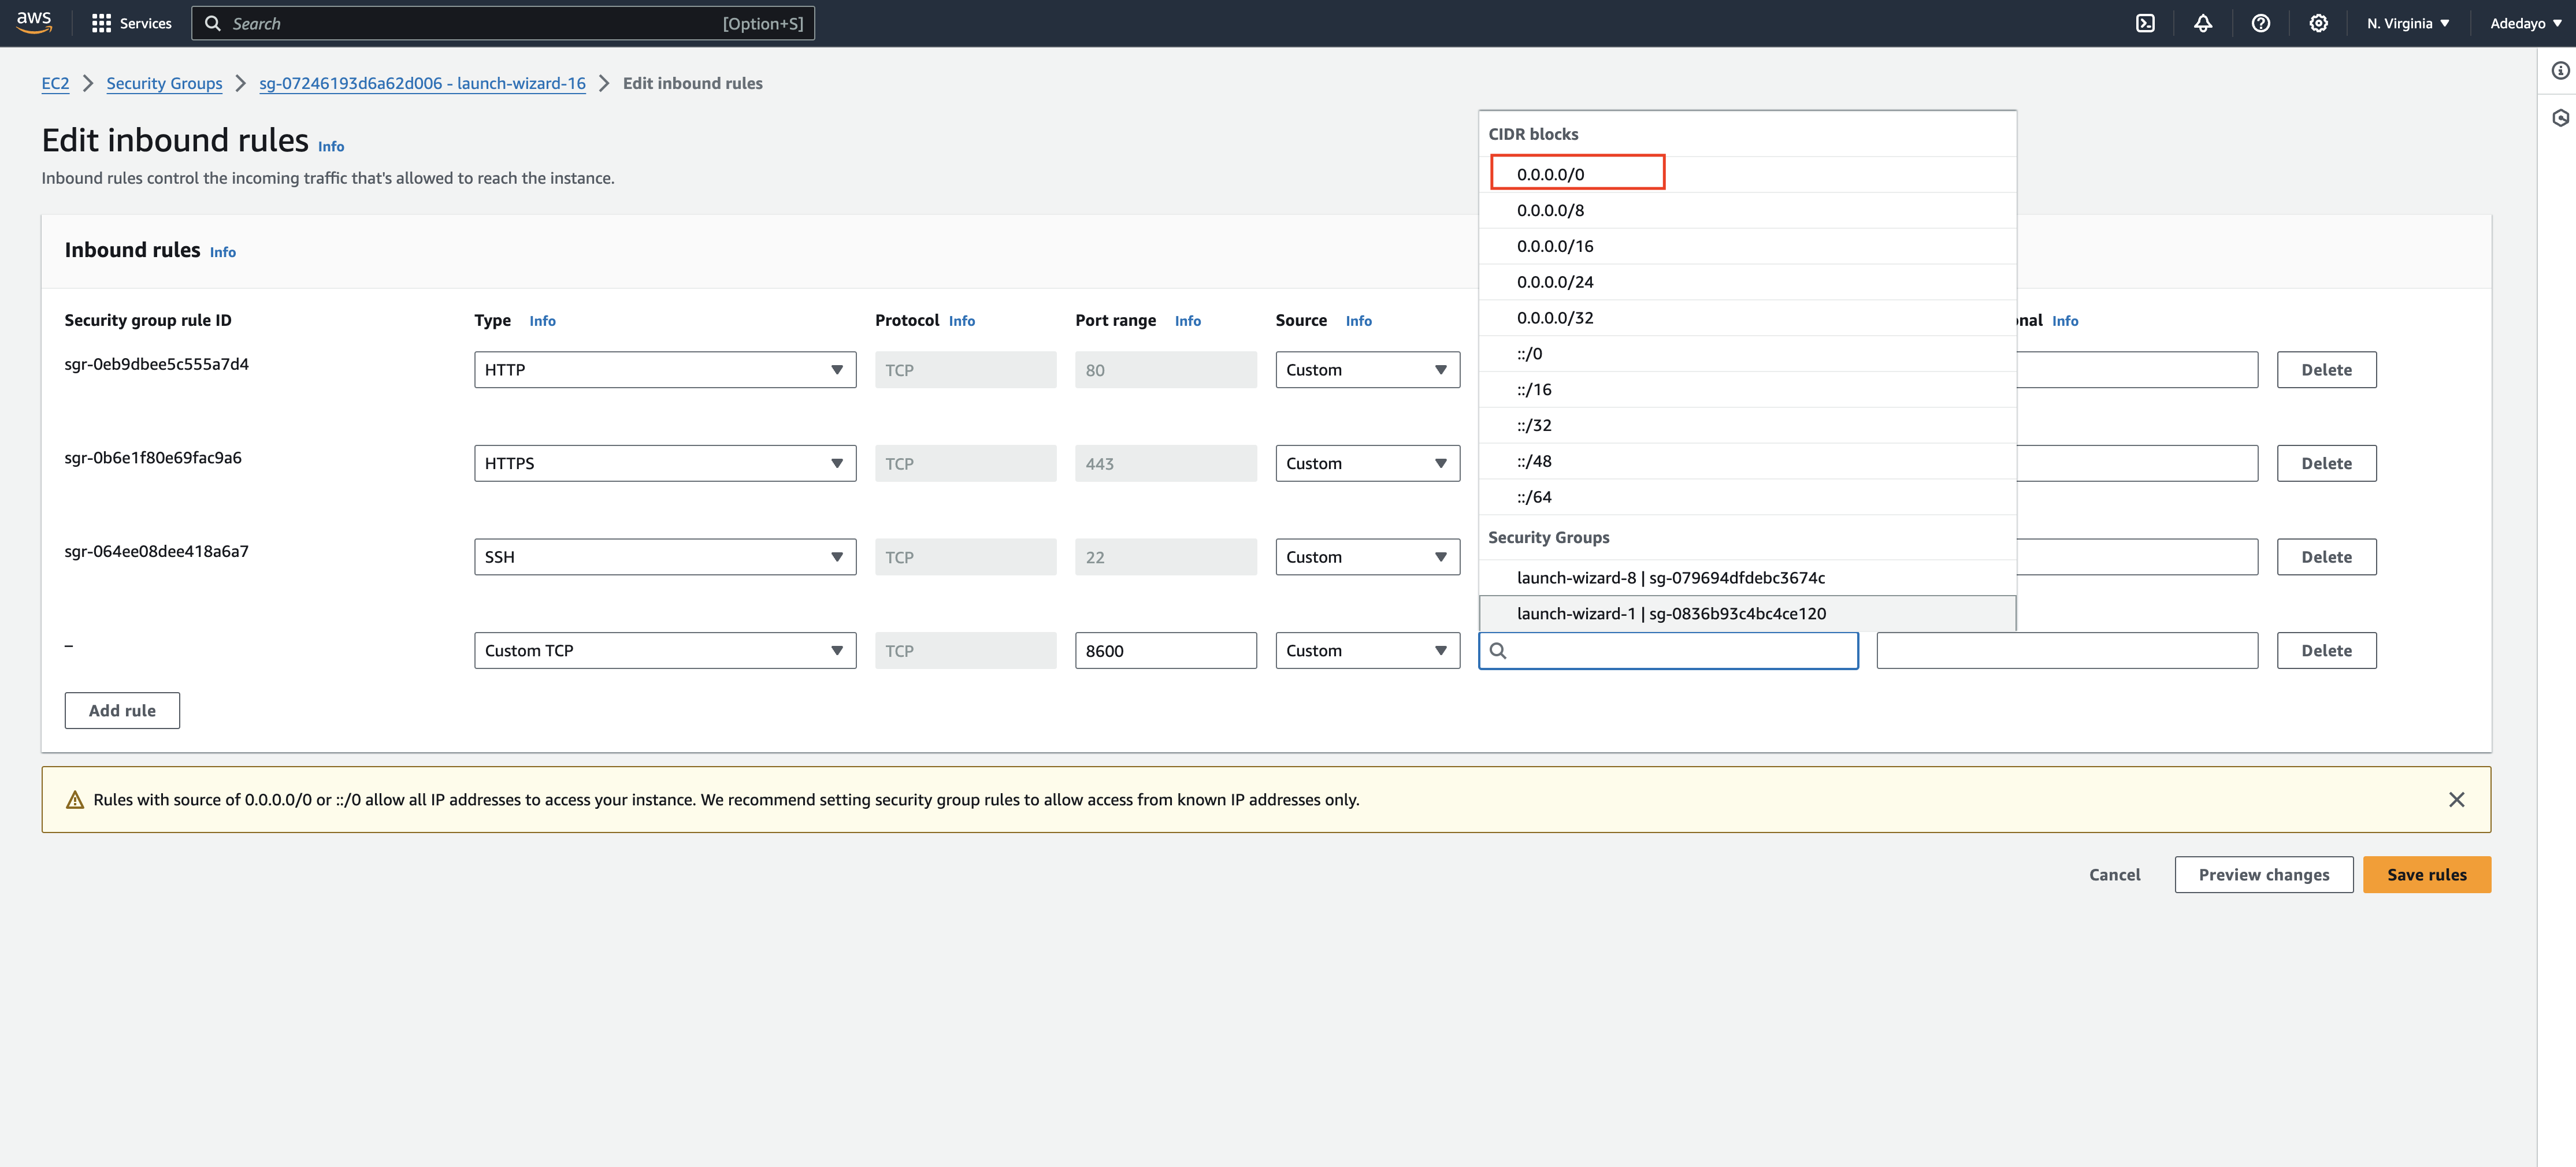 aws
Services
Search
[Option+S]
N. Virginia
Adedayo
EC2
Security Groups
sg-07246193d6a62d006 - launch-wizard-16
Edit inbound rules
Edit inbound rules Info
Inbound rules control the incoming traffic that's allowed to reach the instance.
Inbound rules Info
Security group rule ID
Type Info
Protocol Info
Port range Info
Source Info
onal Info
sgr-0eb9dbee5c555a7d4
HTTP
TCP
80
Custom
Delete
sgr-0b6e1f80e69fac9a6
HTTPS
TCP
443
Custom
Delete
sgr-064ee08dee418a6a7
SSH
TCP
22
Custom
Delete
–
Custom TCP
TCP
8600
Custom
Delete
CIDR blocks
0.0.0.0/0
0.0.0.0/8
0.0.0.0/16
0.0.0.0/24
0.0.0.0/32
::/0
::/16
::/32
::/48
::/64
Security Groups
launch-wizard-8 | sg-079694dfdebc3674c
launch-wizard-1 | sg-0836b93c4bc4ce120
Add rule
Rules with source of 0.0.0.0/0 or ::/0 allow all IP addresses to access your instance. We recommend setting security group rules to allow access from known IP addresses only.
Cancel
Preview changes
Save rules